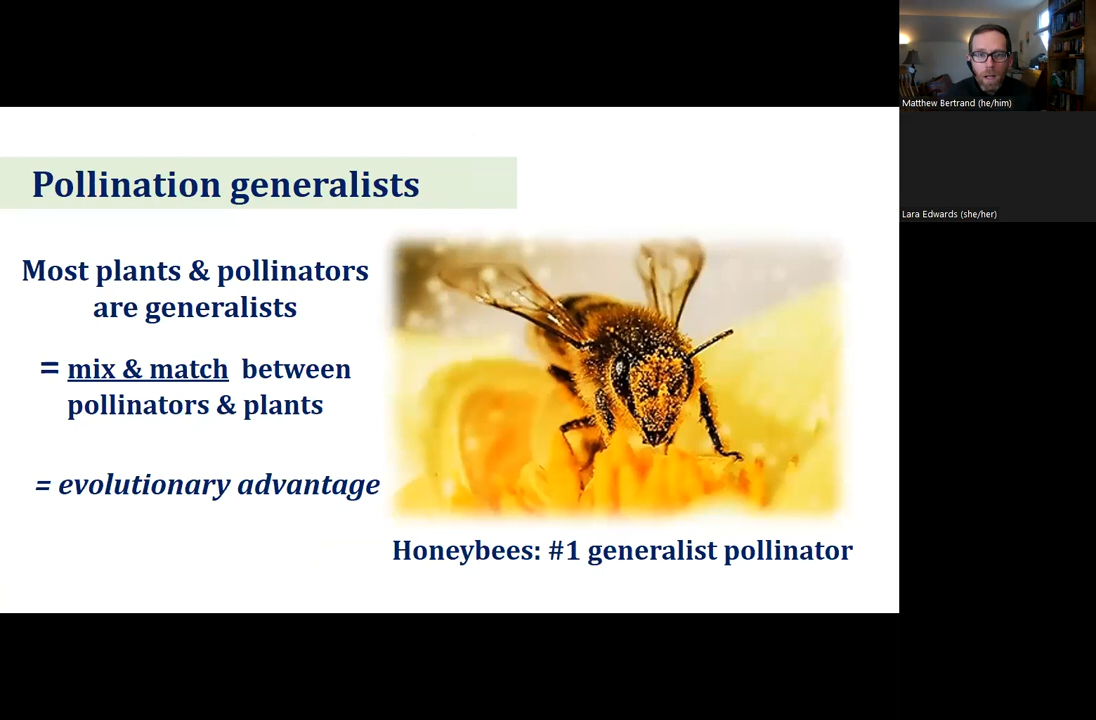 Matthew Bertrand (he/him)
Lara Edwards (she/her)
Pollination generalists
Most plants & pollinators
are generalists
= mix & match between
pollinators & plants
= evolutionary advantage
Honeybees: #1 generalist pollinator